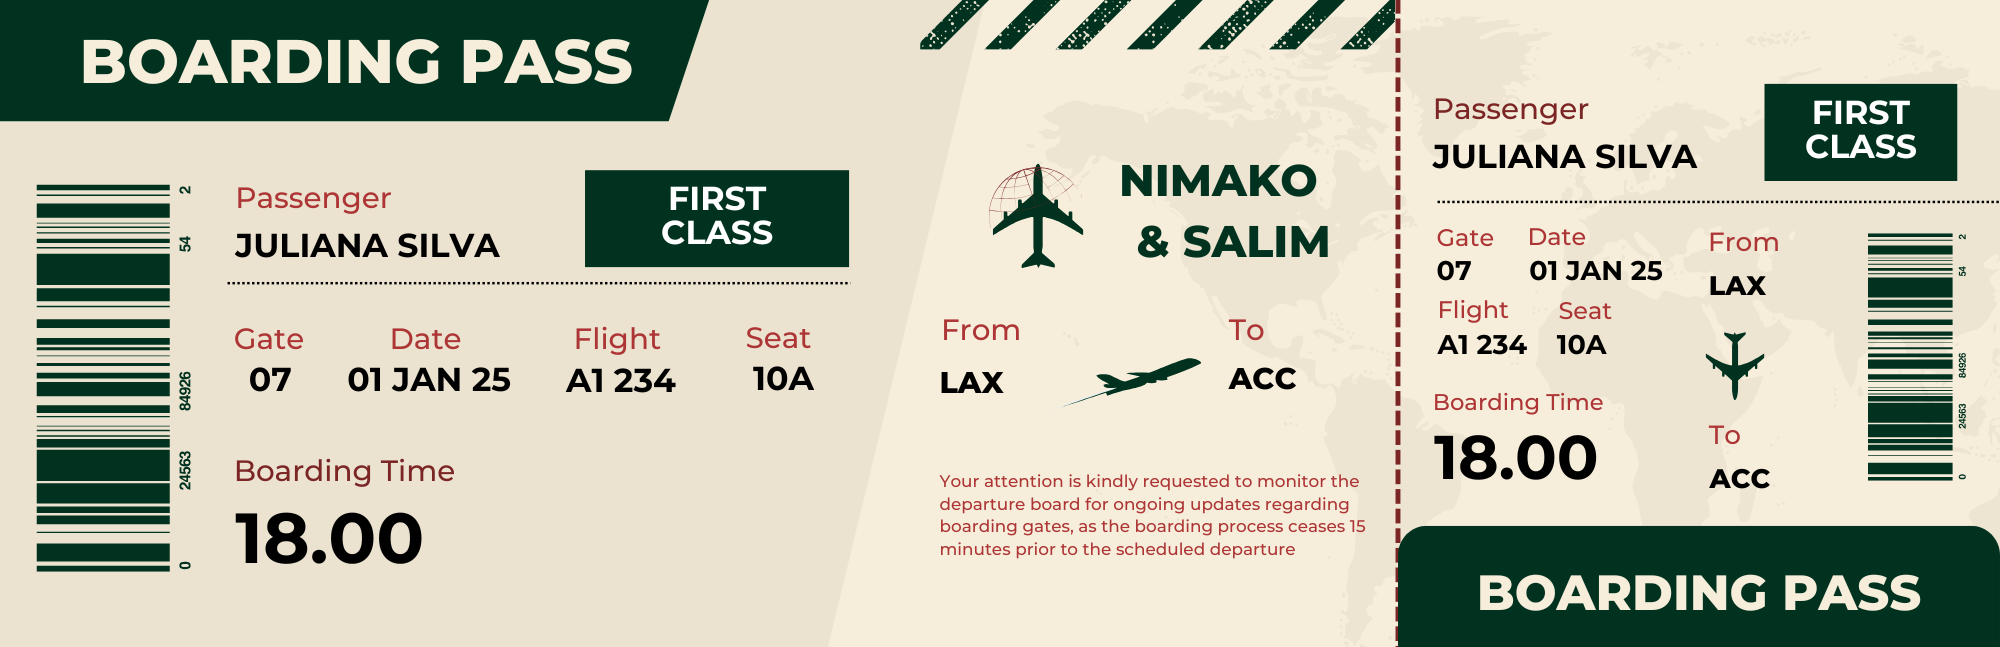 BOARDING PASS
2
54
84926
24563
0
Passenger
JULIANA SILVA
FIRST
CLASS
Gate
07
Date
01 JAN 25
Flight
A1 234
Seat
10A
Boarding Time
18.00
NIMAKO
& SALIM
From
LAX
To
ACC
Your attention is kindly requested to monitor the
departure board for ongoing updates regarding
boarding gates, as the boarding process ceases 15
minutes prior to the scheduled departure
Passenger
JULIANA SILVA
FIRST
CLASS
Gate
07
Date
01 JAN 25
Flight
A1 234
Seat
10A
Boarding Time
18.00
From
LAX
To
ACC
2
54
84926
24563
0
BOARDING PASS